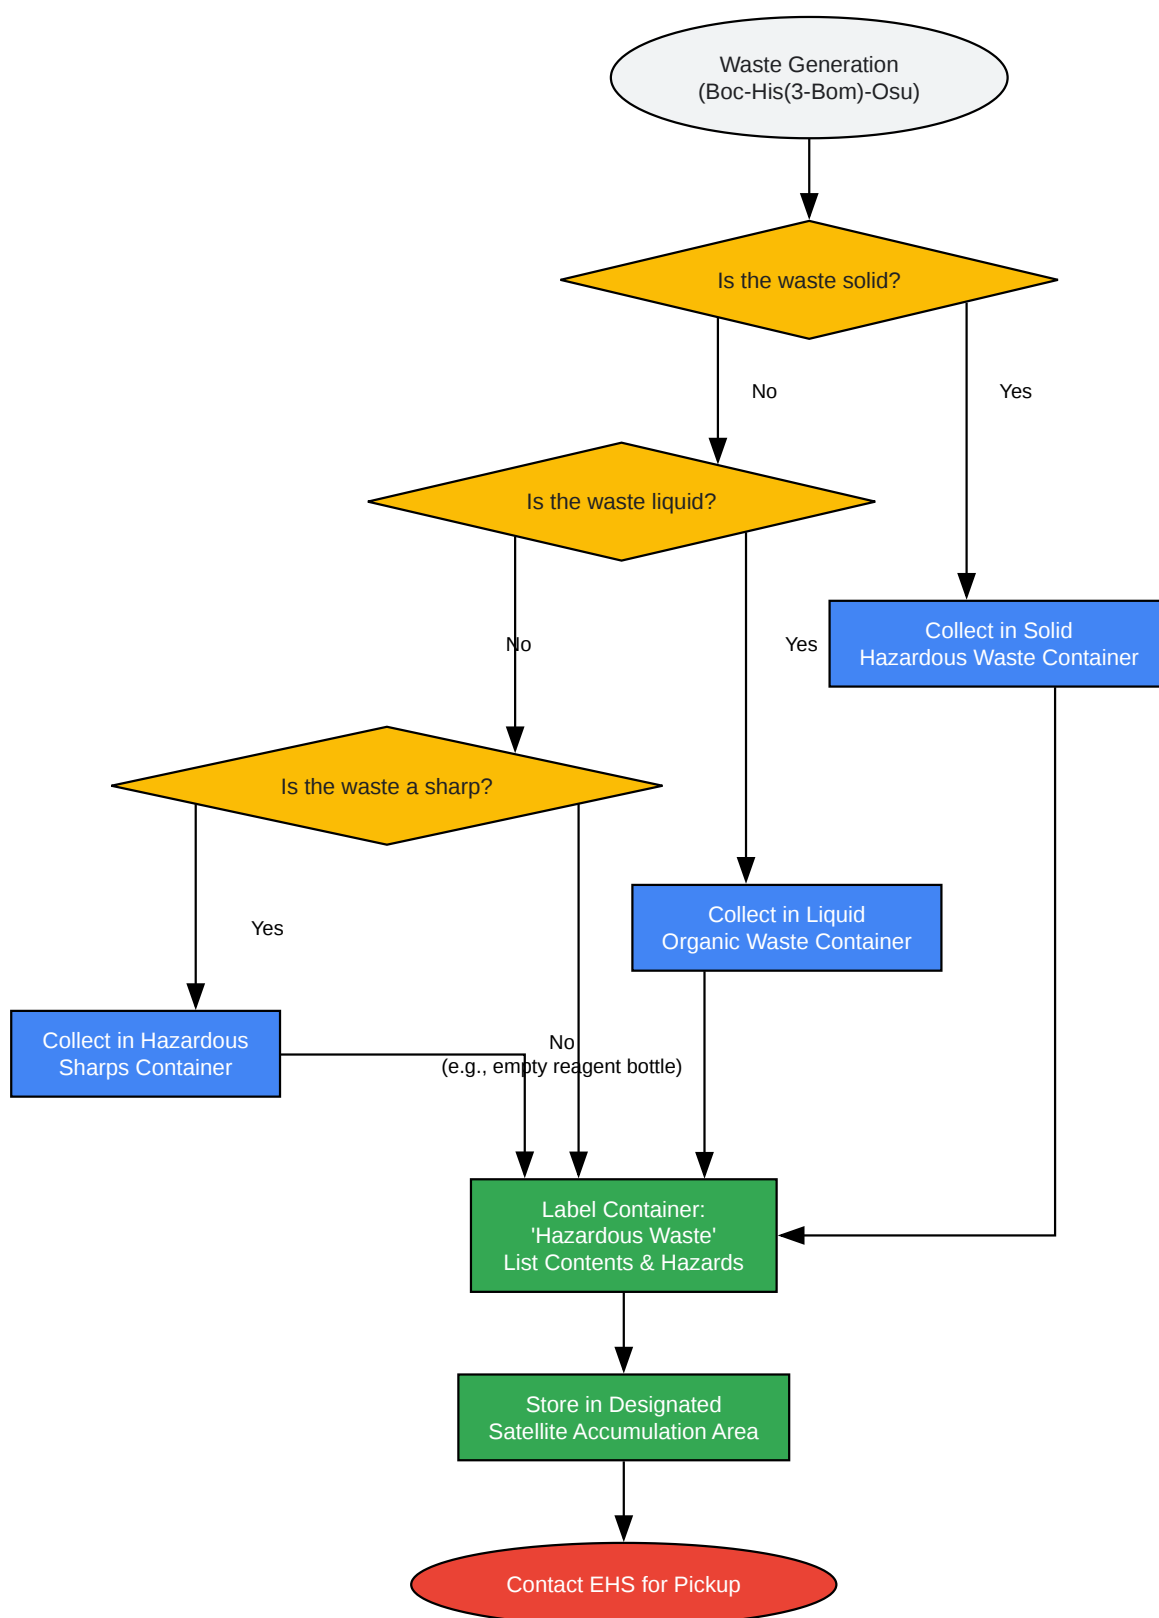 Waste Generation
(Boc-His(3-Bom)-Osu)
Is the waste solid?
No
Yes
Is the waste liquid?
No
Yes
Collect in Solid
Hazardous Waste Container
Is the waste a sharp?
Yes
Collect in Liquid
Organic Waste Container
Collect in Hazardous
Sharps Container
No
(e.g., empty reagent bottle)
Label Container:
'Hazardous Waste'
List Contents & Hazards
Store in Designated
Satellite Accumulation Area
Contact EHS for Pickup